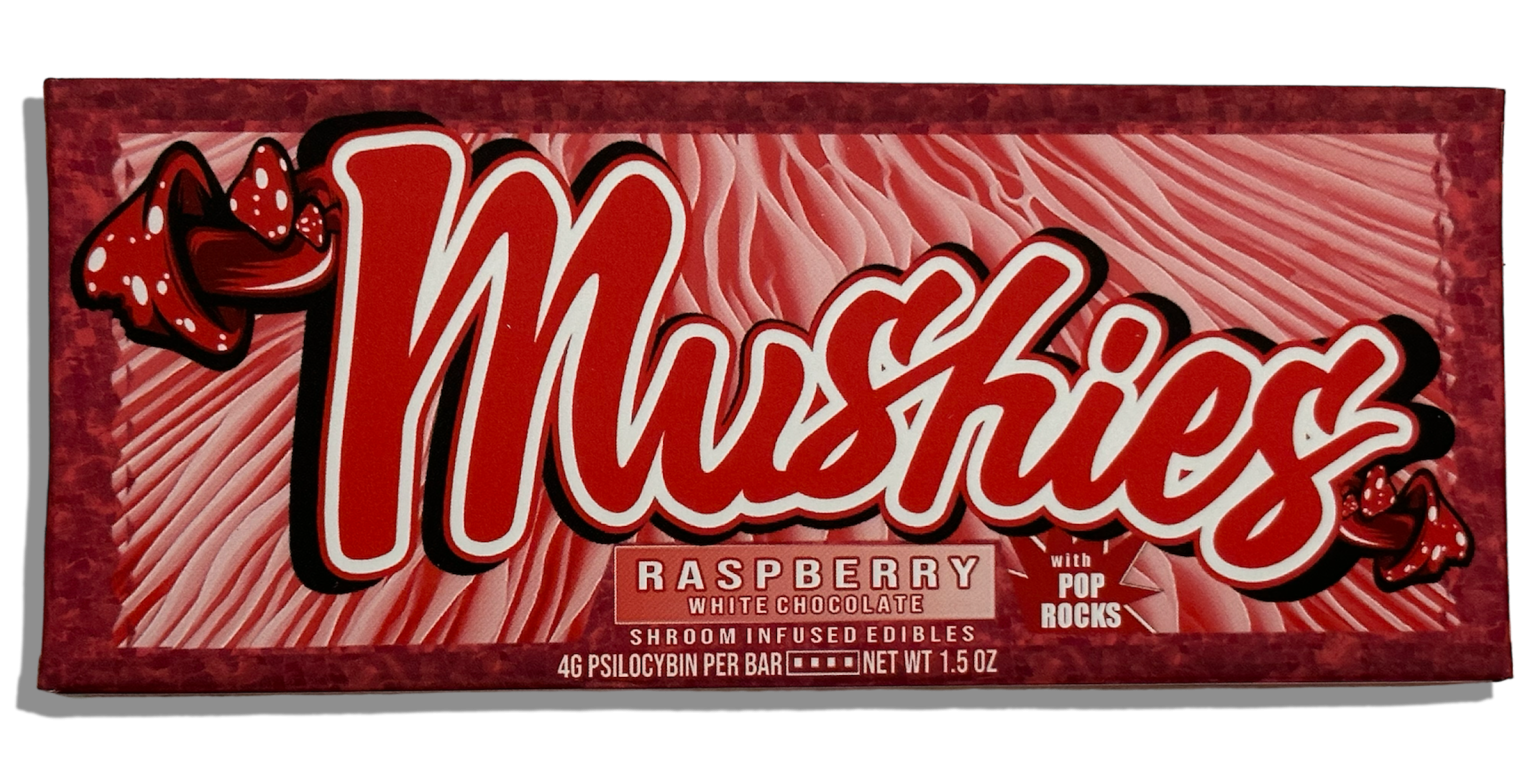 Mushies
RASPBERRY
WHITE CHOCOLATE
with
POP
ROCKS
SHROOM INFUSED EDIBLES
4G PSILOCYBIN PER BAR NET WT 1.5 OZ